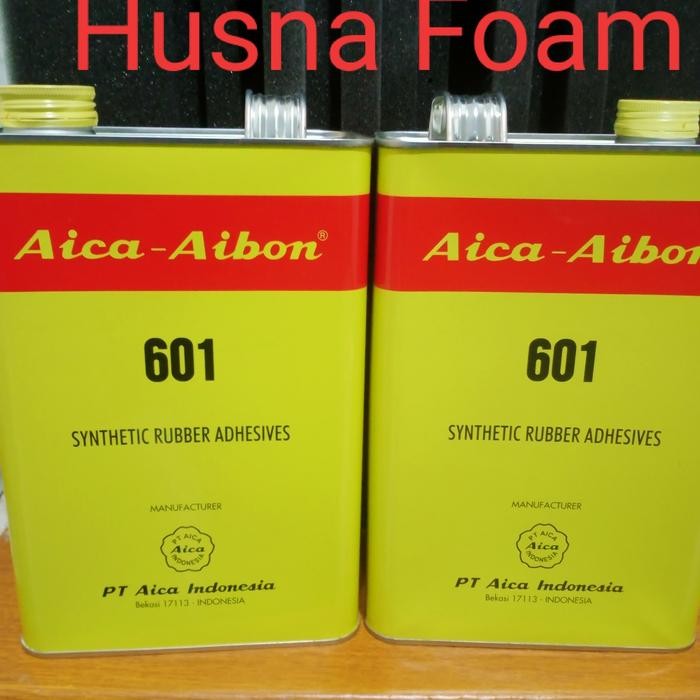 Husna Foam
Aica-Aibon®
601
SYNTHETIC RUBBER ADHESIVES
MANUFACTURER
PT AICA
Aica
INDONESIA
PT Aica Indonesia
Bekasi 17113 - INDONESIA
Aica-Aibon
601
SYNTHETIC RUBBER ADHESIVES
MANUFACTURER
PT AICA
Aica
INDONESIA
PT Aica Indonesia
Bekasi 17113 - INDONESIA